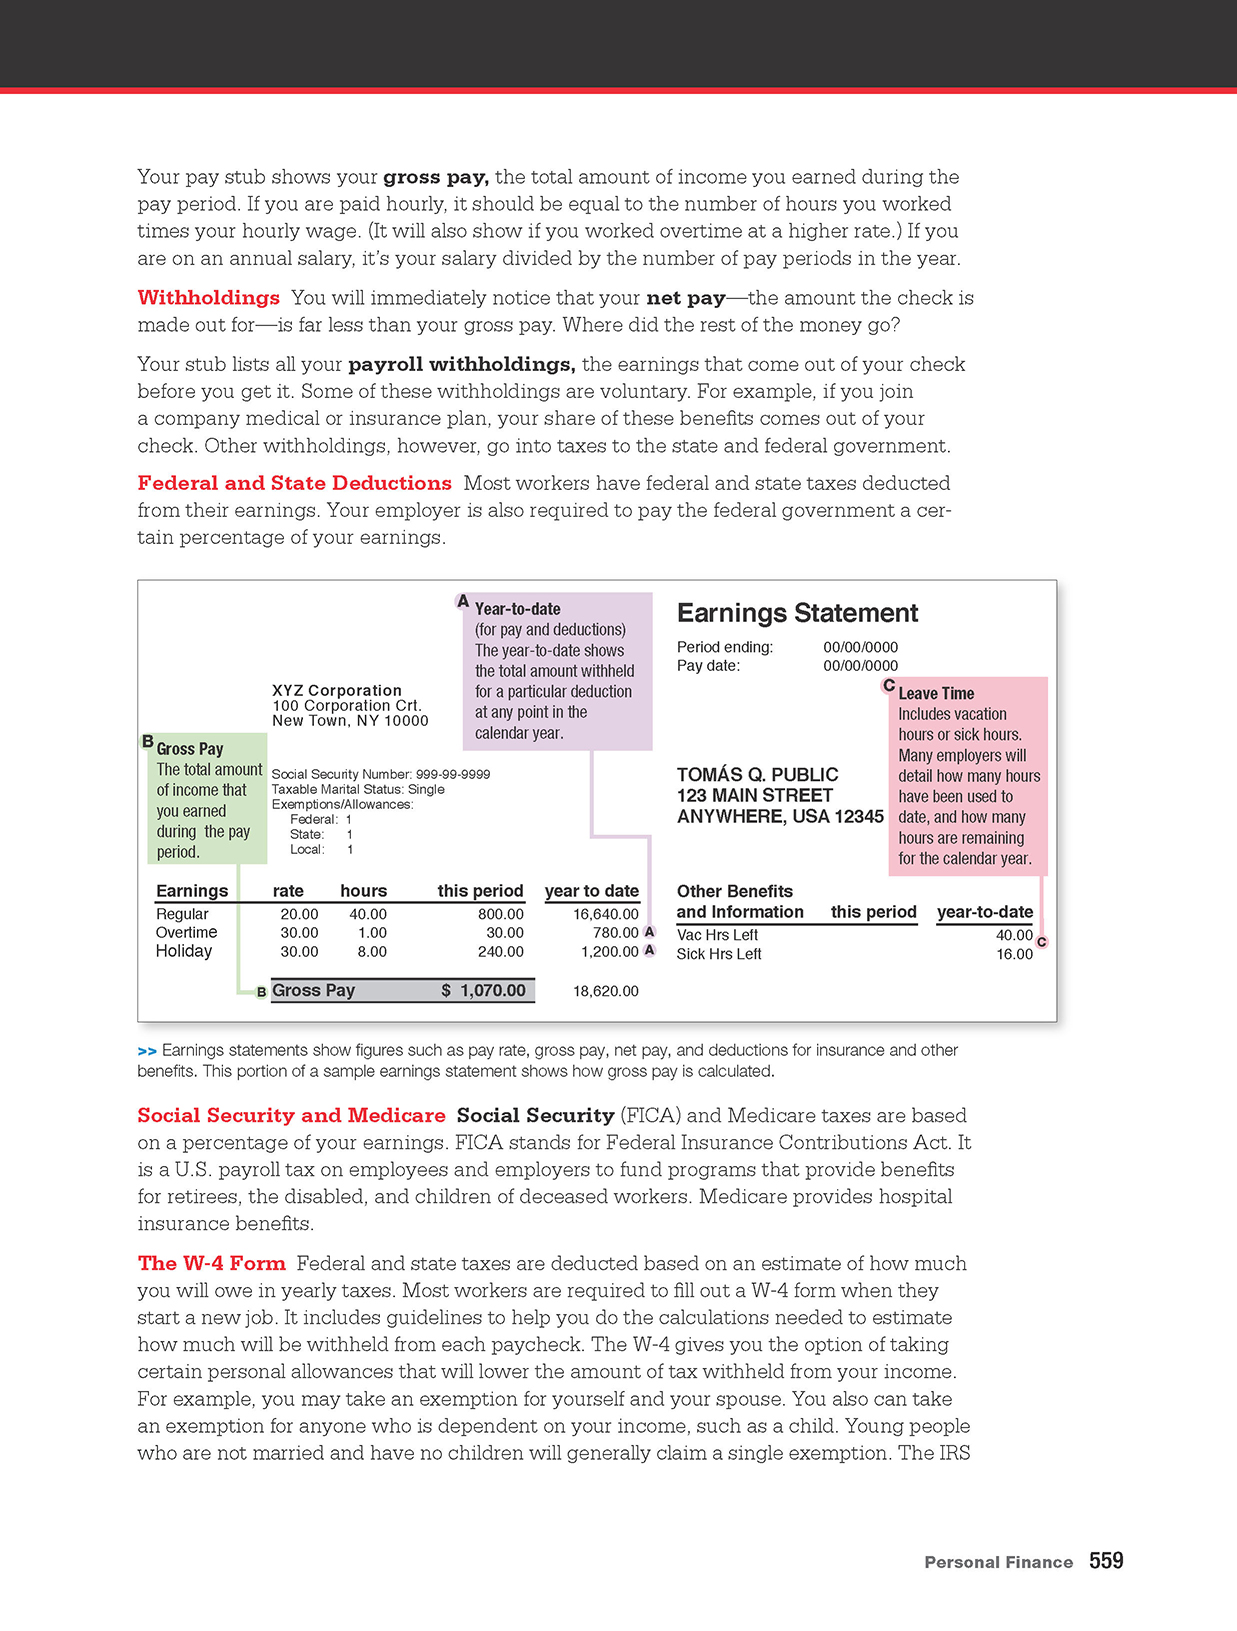 Your pay stub shows your gross pay, the total amount of income you earned during the
pay period. If you are paid hourly, it should be equal to the number of hours you worked
times your hourly wage. (It will also show if you worked overtime at a higher rate.) If you
are on an annual salary, it’s your salary divided by the number of pay periods in the year.
Withholdings You will immediately notice that your net pay—the amount the check is
made out for—is far less than your gross pay. Where did the rest of the money go?
Your stub lists all your payroll withholdings, the earnings that come out of your check
before you get it. Some of these withholdings are voluntary. For example, if you join
a company medical or insurance plan, your share of these benefits comes out of your
check. Other withholdings, however, go into taxes to the state and federal government.
Federal and State Deductions Most workers have federal and state taxes deducted
from their earnings. Your employer is also required to pay the federal government a cer-
tain percentage of your earnings.
A Year-to-date
(for pay and deductions)
The year-to-date shows
the total amount withheld
for a particular deduction
at any point in the
calendar year.
Earnings Statement
Period ending: 00/00/0000
Pay date: 00/00/0000
XYZ Corporation
100 Corporation Crt.
New Town, NY 10000
C Leave Time
Includes vacation
hours or sick hours.
Many employers will
detail how many hours
have been used to
date, and how many
hours are remaining
for the calendar year.
B Gross Pay
The total amount
of income that
you earned
during the pay
period.
Social Security Number: 999-99-9999
Taxable Marital Status: Single
Exemptions/Allowances:
Federal: 1
State: 1
Local: 1
TOMÁS Q. PUBLIC
123 MAIN STREET
ANYWHERE, USA 12345
Earnings rate hours this period year to date
Regular 20.00 40.00 800.00 16,640.00
Overtime 30.00 1.00 30.00 780.00 A
Holiday 30.00 8.00 240.00 1,200.00 A
B Gross Pay $ 1,070.00 18,620.00
Other Benefits
and Information this period year-to-date
Vac Hrs Left 40.00 C
Sick Hrs Left 16.00
>> Earnings statements show figures such as pay rate, gross pay, net pay, and deductions for insurance and other
benefits. This portion of a sample earnings statement shows how gross pay is calculated.
Social Security and Medicare Social Security (FICA) and Medicare taxes are based
on a percentage of your earnings. FICA stands for Federal Insurance Contributions Act. It
is a U.S. payroll tax on employees and employers to fund programs that provide benefits
for retirees, the disabled, and children of deceased workers. Medicare provides hospital
insurance benefits.
The W-4 Form Federal and state taxes are deducted based on an estimate of how much
you will owe in yearly taxes. Most workers are required to fill out a W-4 form when they
start a new job. It includes guidelines to help you do the calculations needed to estimate
how much will be withheld from each paycheck. The W-4 gives you the option of taking
certain personal allowances that will lower the amount of tax withheld from your income.
For example, you may take an exemption for yourself and your spouse. You also can take
an exemption for anyone who is dependent on your income, such as a child. Young people
who are not married and have no children will generally claim a single exemption. The IRS
Personal Finance 559